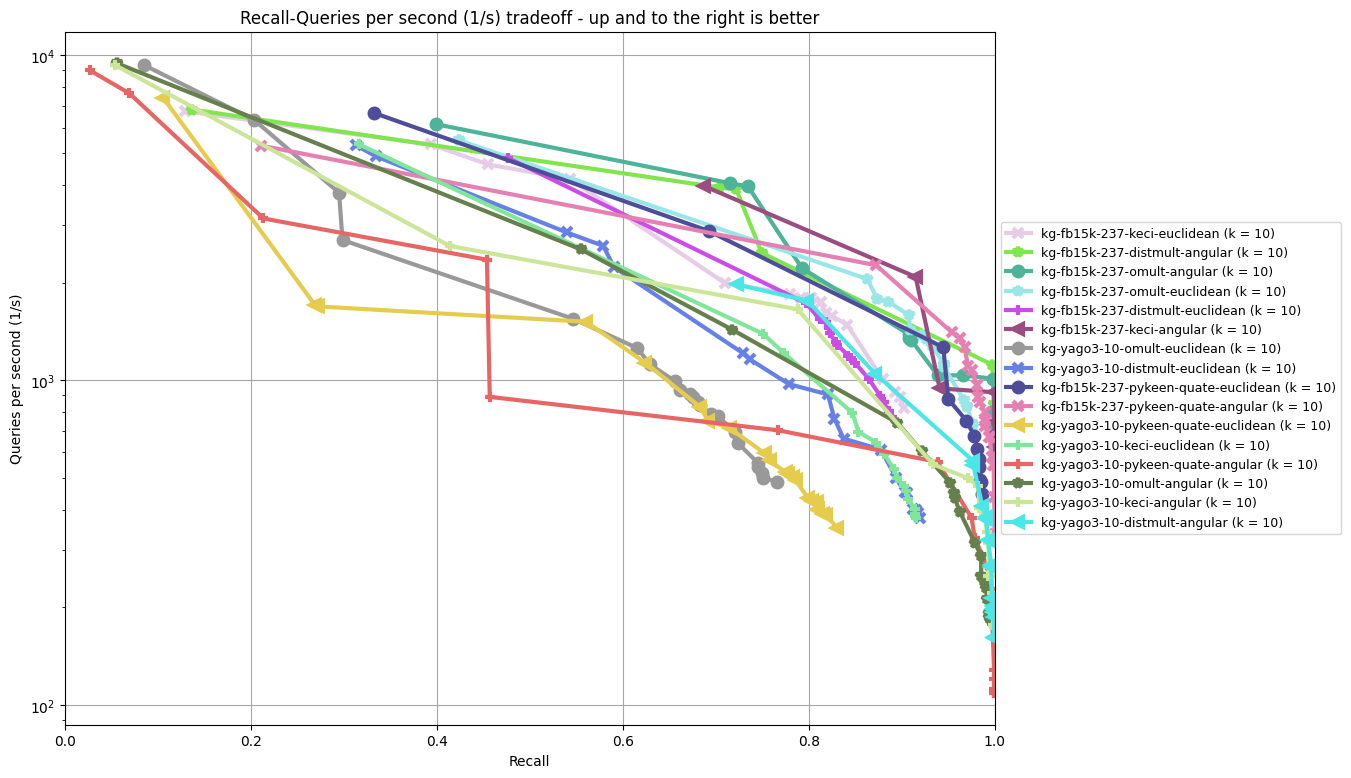 Recall-Queries per second (1/s) tradeoff - up and to the right is better
Queries per second (1/s)
10⁴
10³
10²
0.0 0.2 0.4 0.6 0.8 1.0
Recall
kg-fb15k-237-keci-euclidean (k = 10)
kg-fb15k-237-distmult-angular (k = 10)
kg-fb15k-237-omult-angular (k = 10)
kg-fb15k-237-omult-euclidean (k = 10)
kg-fb15k-237-distmult-euclidean (k = 10)
kg-fb15k-237-keci-angular (k = 10)
kg-yago3-10-omult-euclidean (k = 10)
kg-yago3-10-distmult-euclidean (k = 10)
kg-fb15k-237-pykeen-quate-euclidean (k = 10)
kg-fb15k-237-pykeen-quate-angular (k = 10)
kg-yago3-10-pykeen-quate-euclidean (k = 10)
kg-yago3-10-keci-euclidean (k = 10)
kg-yago3-10-pykeen-quate-angular (k = 10)
kg-yago3-10-omult-angular (k = 10)
kg-yago3-10-keci-angular (k = 10)
kg-yago3-10-distmult-angular (k = 10)